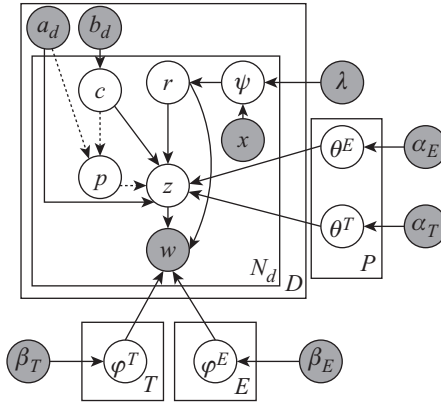 a_d b_d
c r ψ λ
x
p z θ^E α_E
θ^T α_T
w
N_d D P
β_T φ^T φ^E β_E
T E